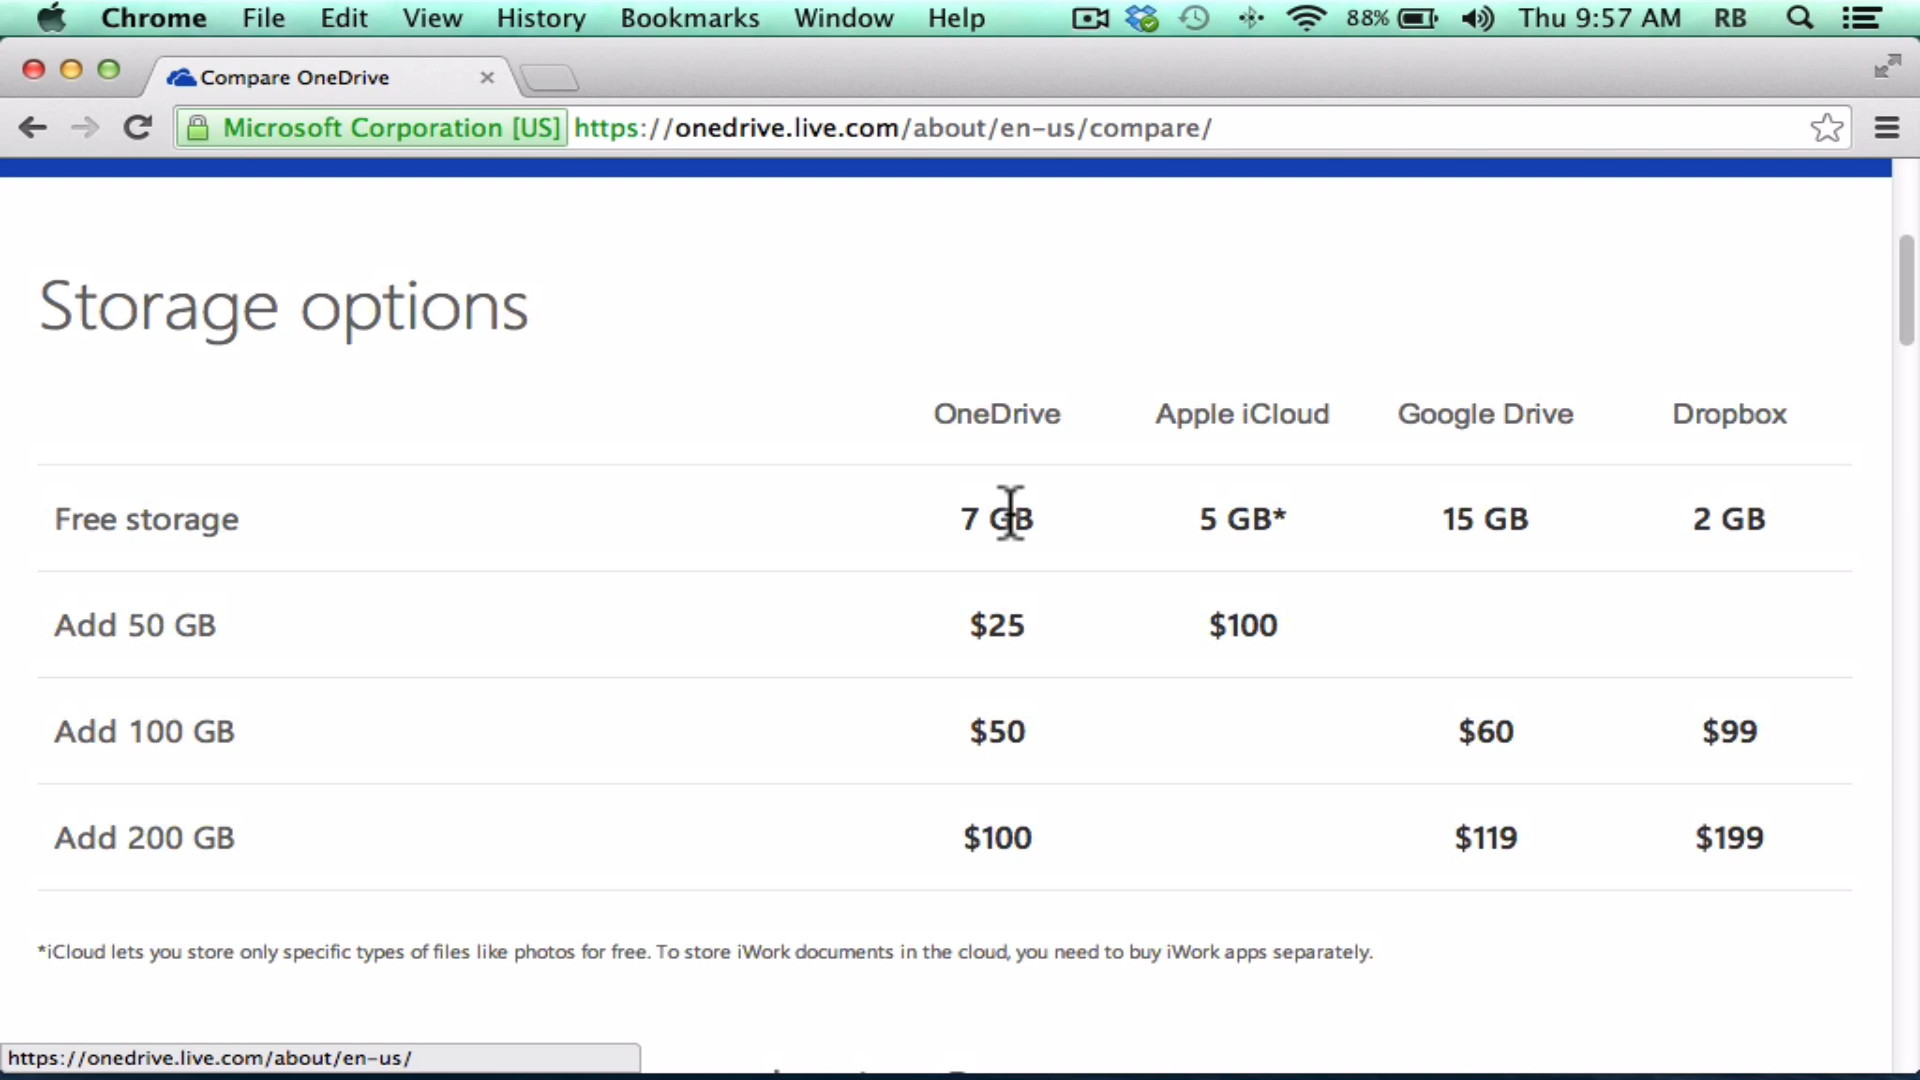 Chrome File Edit View History Bookmarks Window Help 88% Thu 9:57 AM RB
Compare OneDrive
Microsoft Corporation [US] https://onedrive.live.com/about/en-us/compare/
Storage options
OneDrive Apple iCloud Google Drive Dropbox
Free storage 7 GB 5 GB* 15 GB 2 GB
Add 50 GB $25 $100
Add 100 GB $50 $60 $99
Add 200 GB $100 $119 $199
*iCloud lets you store only specific types of files like photos for free. To store iWork documents in the cloud, you need to buy iWork apps separately.
https://onedrive.live.com/about/en-us/